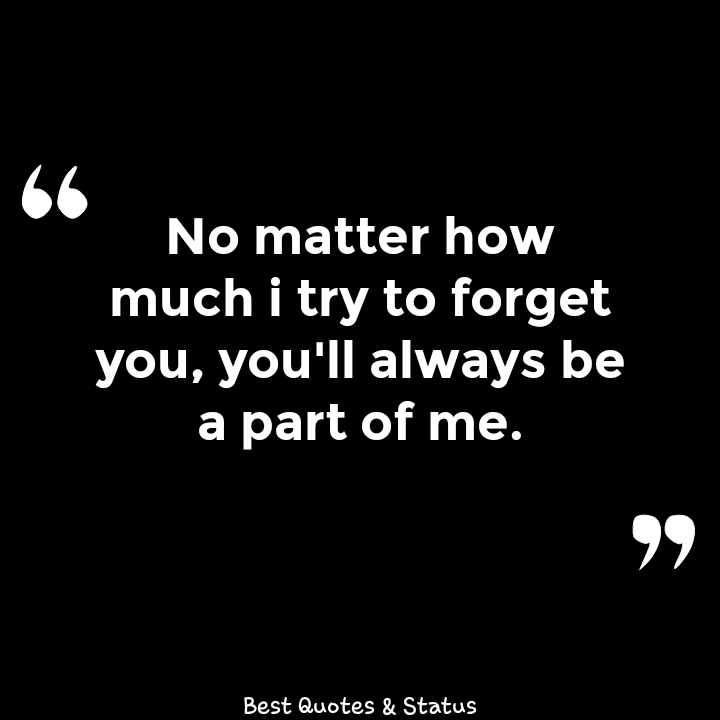 “
No matter how
much i try to forget
you, you'll always be
a part of me.
”
Best Quotes & Status